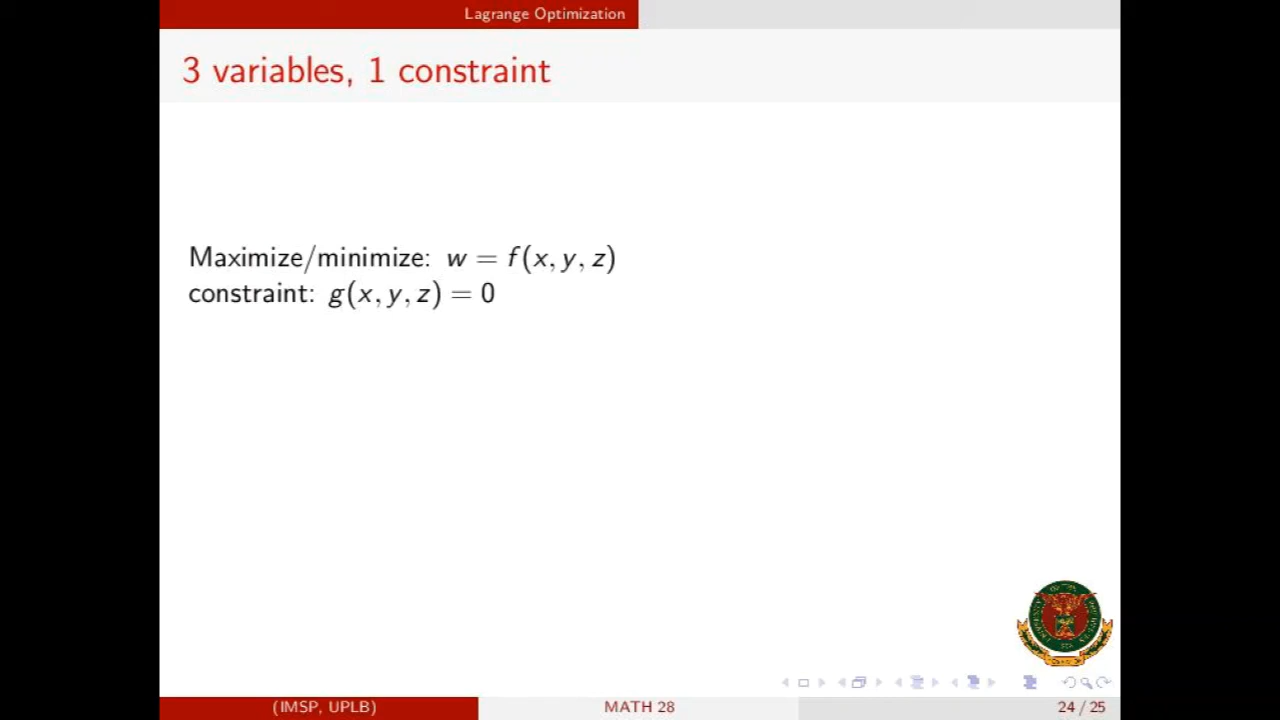 Lagrange Optimization
3 variables, 1 constraint
Maximize/minimize: w = f(x, y, z)
constraint: g(x, y, z) = 0
(IMSP, UPLB)
MATH 28
24 / 25